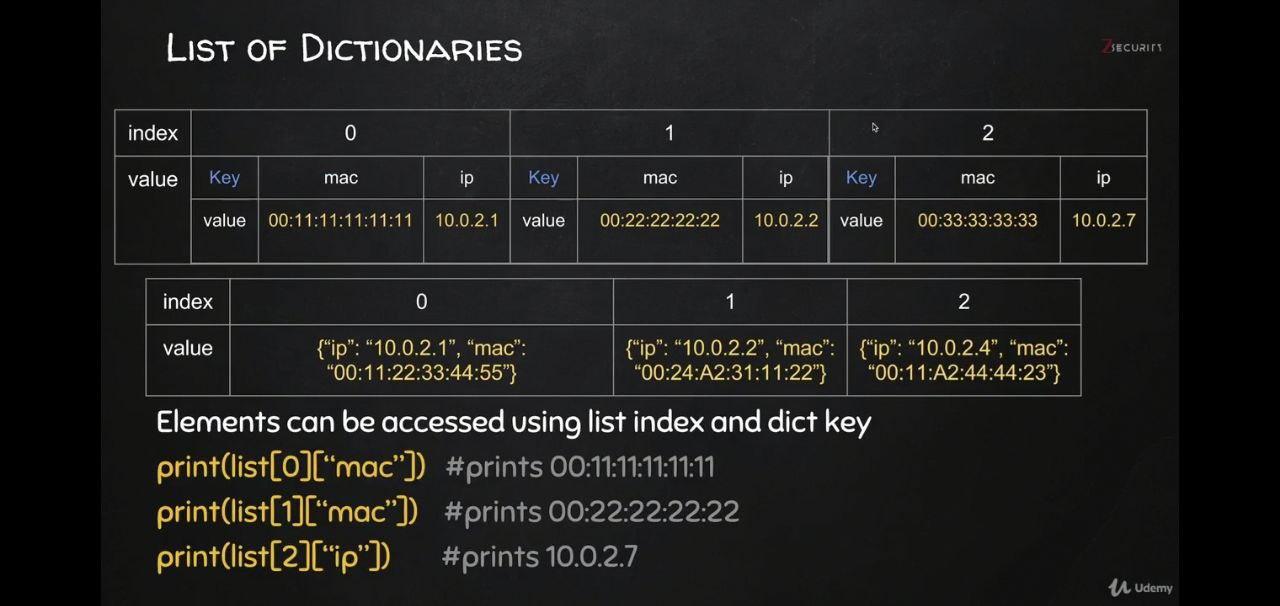 LIST OF DICTIONARIES
ZSECURITY
index 0 1 2
value Key mac ip Key mac ip Key mac ip
value 00:11:11:11:11:11 10.0.2.1 value 00:22:22:22:22 10.0.2.2 value 00:33:33:33:33 10.0.2.7
index 0 1 2
value {“ip”: “10.0.2.1”, “mac”: {“ip”: “10.0.2.2”, “mac”: {“ip”: “10.0.2.4”, “mac”:
“00:11:22:33:44:55”} “00:24:A2:31:11:22”} “00:11:A2:44:44:23”}
Elements can be accessed using list index and dict key
print(list[0][“mac”]) #prints 00:11:11:11:11:11
print(list[1][“mac”]) #prints 00:22:22:22:22
print(list[2][“ip”]) #prints 10.0.2.7
Udemy